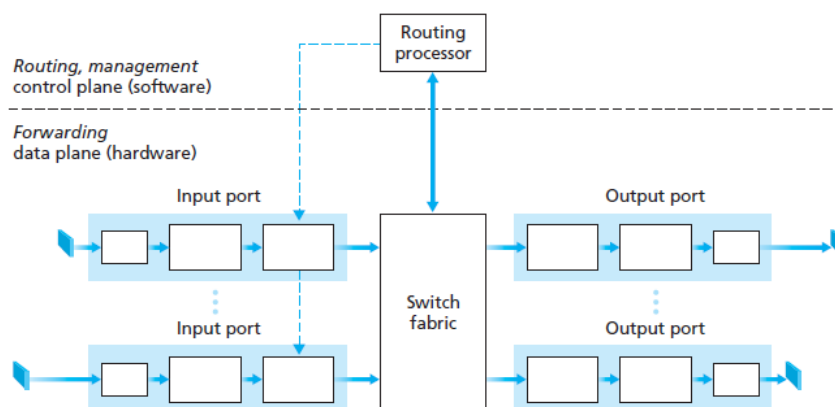 Routing
processor
Routing, management
control plane (software)
Forwarding
data plane (hardware)
Input port
Output port
Switch
fabric
Input port
Output port